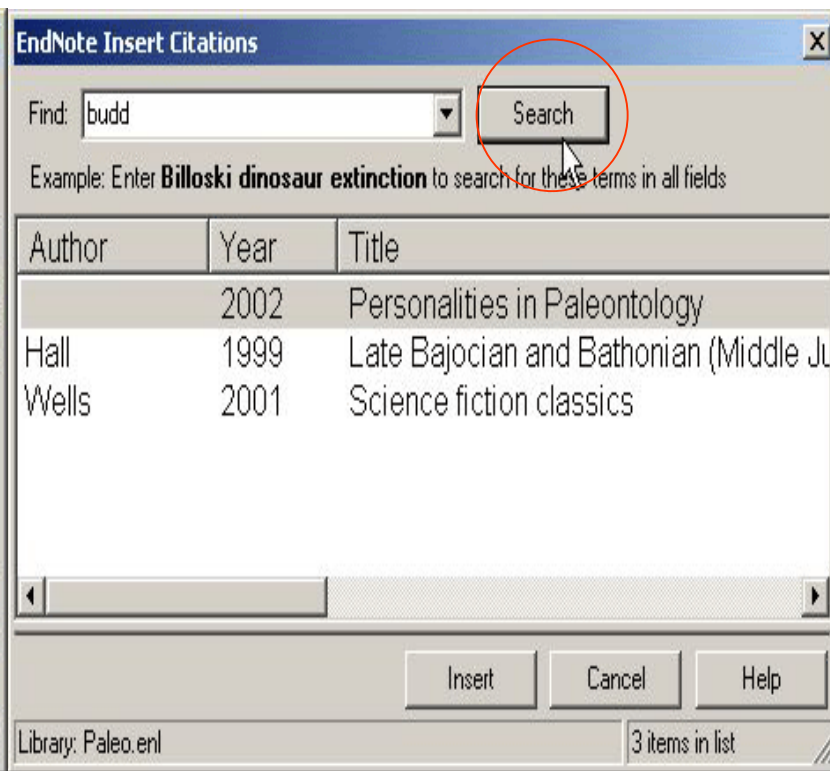 EndNote Insert Citations
Find: budd Search
Example: Enter Billoski dinosaur extinction to search for these terms in all fields
Author Year Title
2002 Personalities in Paleontology
Hall 1999 Late Bajocian and Bathonian (Middle Ju
Wells 2001 Science fiction classics
Insert Cancel Help
Library: Paleo.enl 3 items in list